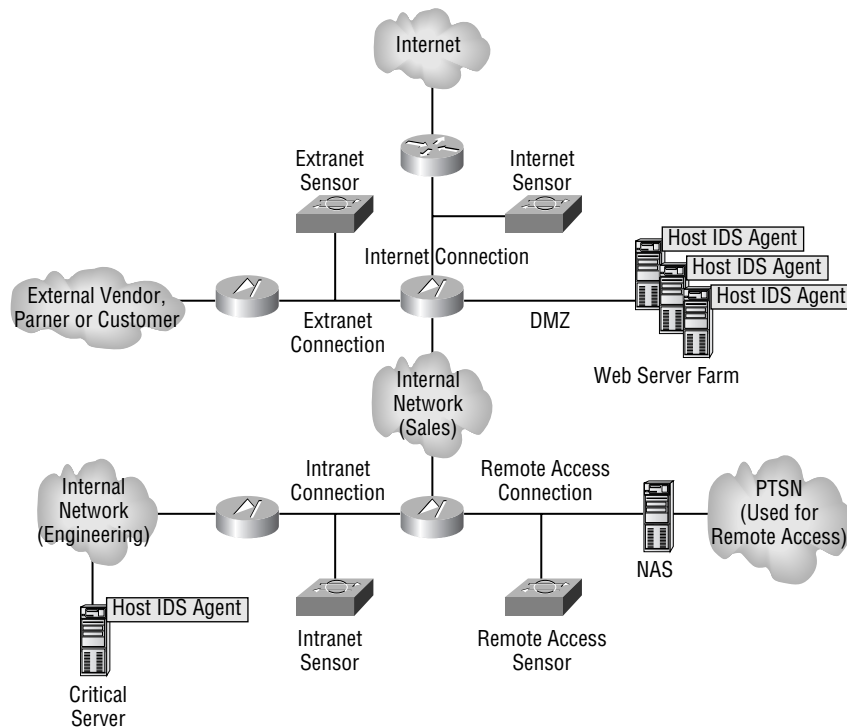 Internet
Extranet
Sensor
Internet
Sensor
Internet Connection
Host IDS Agent
Host IDS Agent
Host IDS Agent
External Vendor,
Parner or Customer
Extranet
Connection
DMZ
Web Server Farm
Internal
Network
(Sales)
Internal
Network
(Engineering)
Intranet
Connection
Remote Access
Connection
PTSN
(Used for
Remote Access)
NAS
Host IDS Agent
Intranet
Sensor
Remote Access
Sensor
Critical
Server